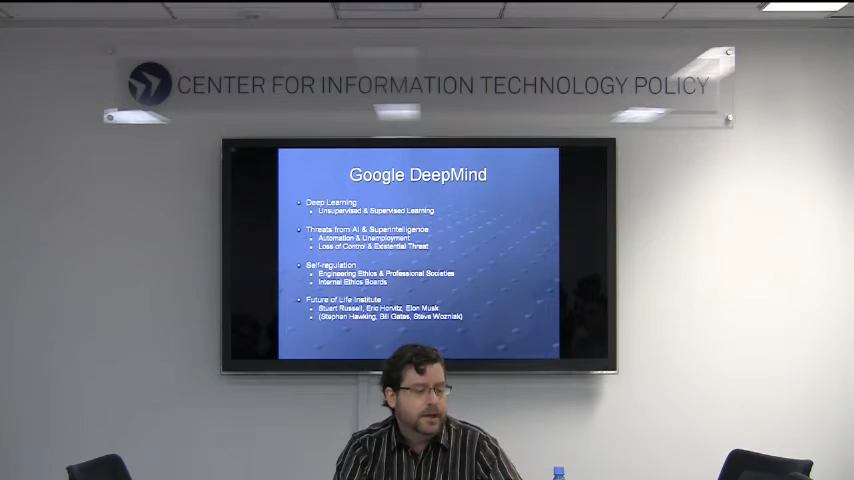 CENTER FOR INFORMATION TECHNOLOGY POLICY
Google DeepMind
Deep Learning
Unsupervised & Supervised Learning
Threats from AI & Superintelligence
Automation & Unemployment
Loss of Control & Existential Threat
Self-regulation
Engineering Ethics & Professional Societies
Internal Ethics Boards
Future of Life Institute
Stuart Russell, Eric Horvitz, Elon Musk
(Stephen Hawking, Bill Gates, Steve Wozniak)